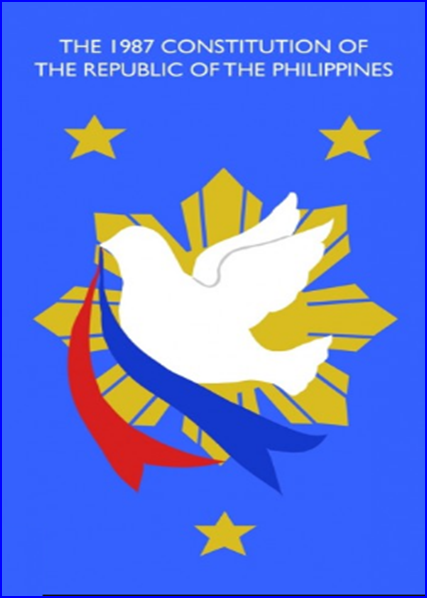 THE 1987 CONSTITUTION OF
THE REPUBLIC OF THE PHILIPPINES